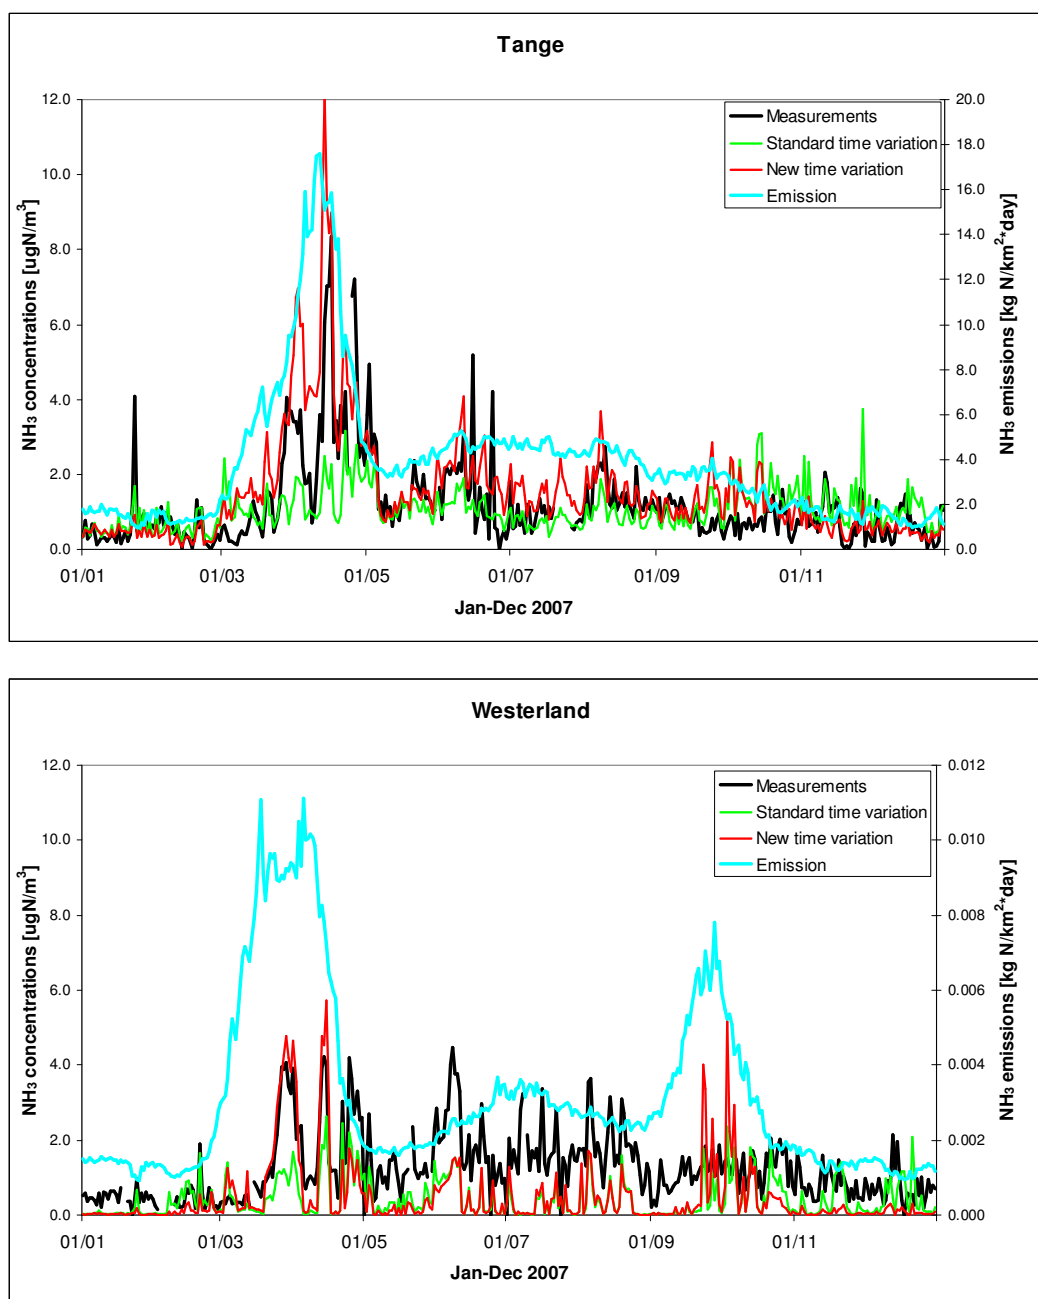 Tange
12.0
10.0
8.0
6.0
4.0
2.0
0.0
20.0
18.0
16.0
14.0
12.0
10.0
8.0
6.0
4.0
2.0
0.0
NH₃ concentrations [ugN/m³]
NH₃ emissions [kg N/km²*day]
Measurements
Standard time variation
New time variation
Emission
01/01 01/03 01/05 01/07 01/09 01/11
Jan-Dec 2007
Westerland
12.0
10.0
8.0
6.0
4.0
2.0
0.0
0.012
0.010
0.008
0.006
0.004
0.002
0.000
NH₃ concentrations [ugN/m³]
NH₃ emissions [kg N/km²*day]
Measurements
Standard time variation
New time variation
Emission
01/01 01/03 01/05 01/07 01/09 01/11
Jan-Dec 2007